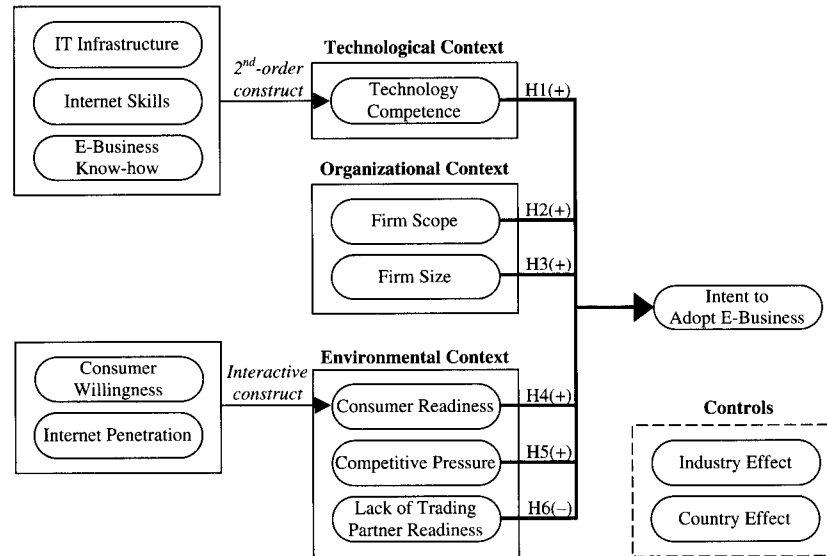 IT Infrastructure
Internet Skills
E-Business
Know-how
2nd-order
construct
Technological Context
Technology
Competence
H1(+)
Organizational Context
Firm Scope
H2(+)
Firm Size
H3(+)
Intent to
Adopt E-Business
Consumer
Willingness
Internet Penetration
Interactive
construct
Environmental Context
Consumer Readiness
H4(+)
Competitive Pressure
H5(+)
Lack of Trading
Partner Readiness
H6(–)
Controls
Industry Effect
Country Effect